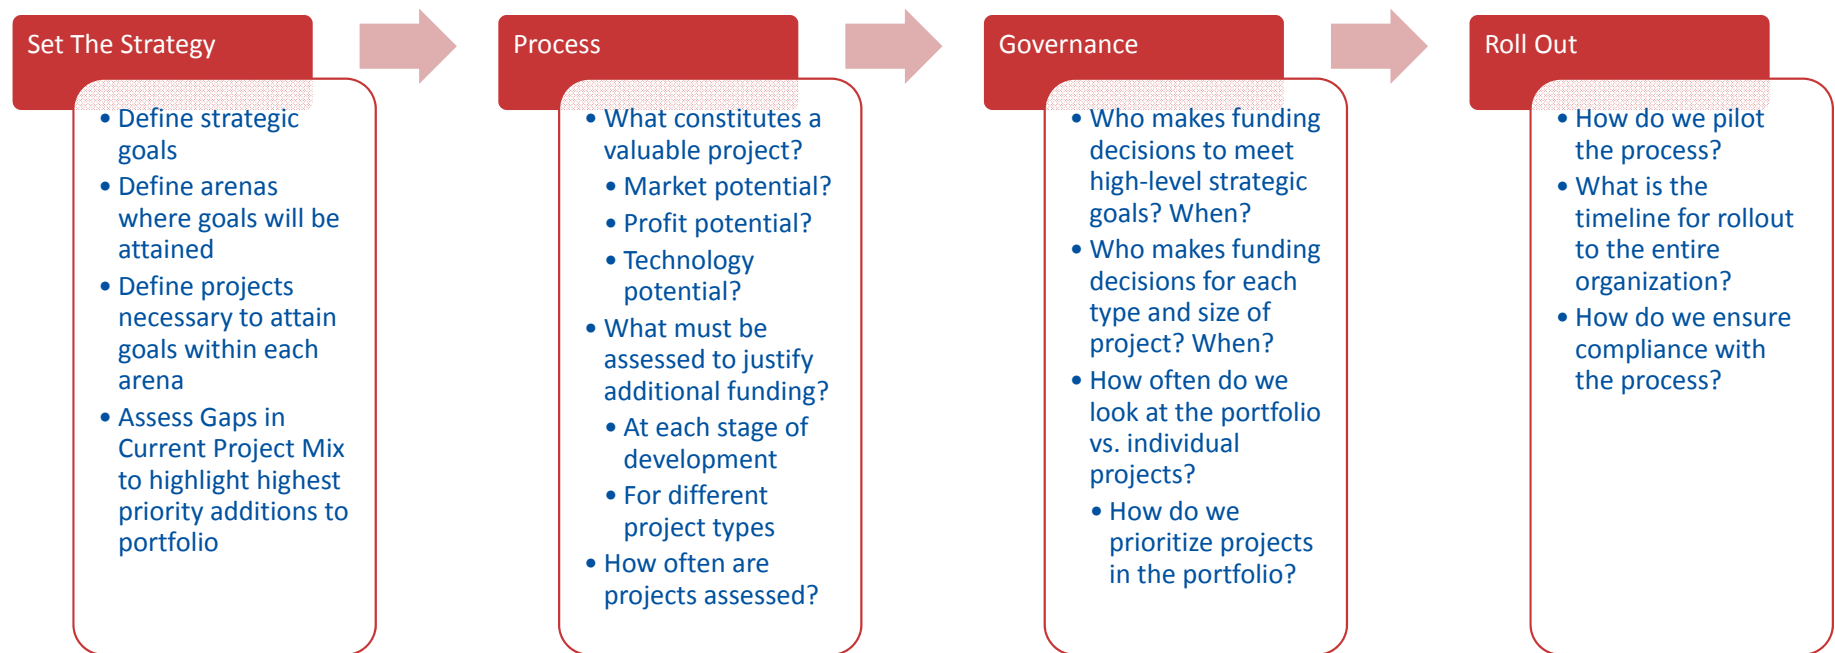 Set The Strategy
• Define strategic
goals
• Define arenas
where goals will be
attained
• Define projects
necessary to attain
goals within each
arena
• Assess Gaps in
Current Project Mix
to highlight highest
priority additions to
portfolio
Process
• What constitutes a
valuable project?
• Market potential?
• Profit potential?
• Technology
potential?
• What must be
assessed to justify
additional funding?
• At each stage of
development
• For different
project types
• How often are
projects assessed?
Governance
• Who makes funding
decisions to meet
high-level strategic
goals? When?
• Who makes funding
decisions for each
type and size of
project? When?
• How often do we
look at the portfolio
vs. individual
projects?
• How do we
prioritize projects
in the portfolio?
Roll Out
• How do we pilot
the process?
• What is the
timeline for rollout
to the entire
organization?
• How do we ensure
compliance with
the process?